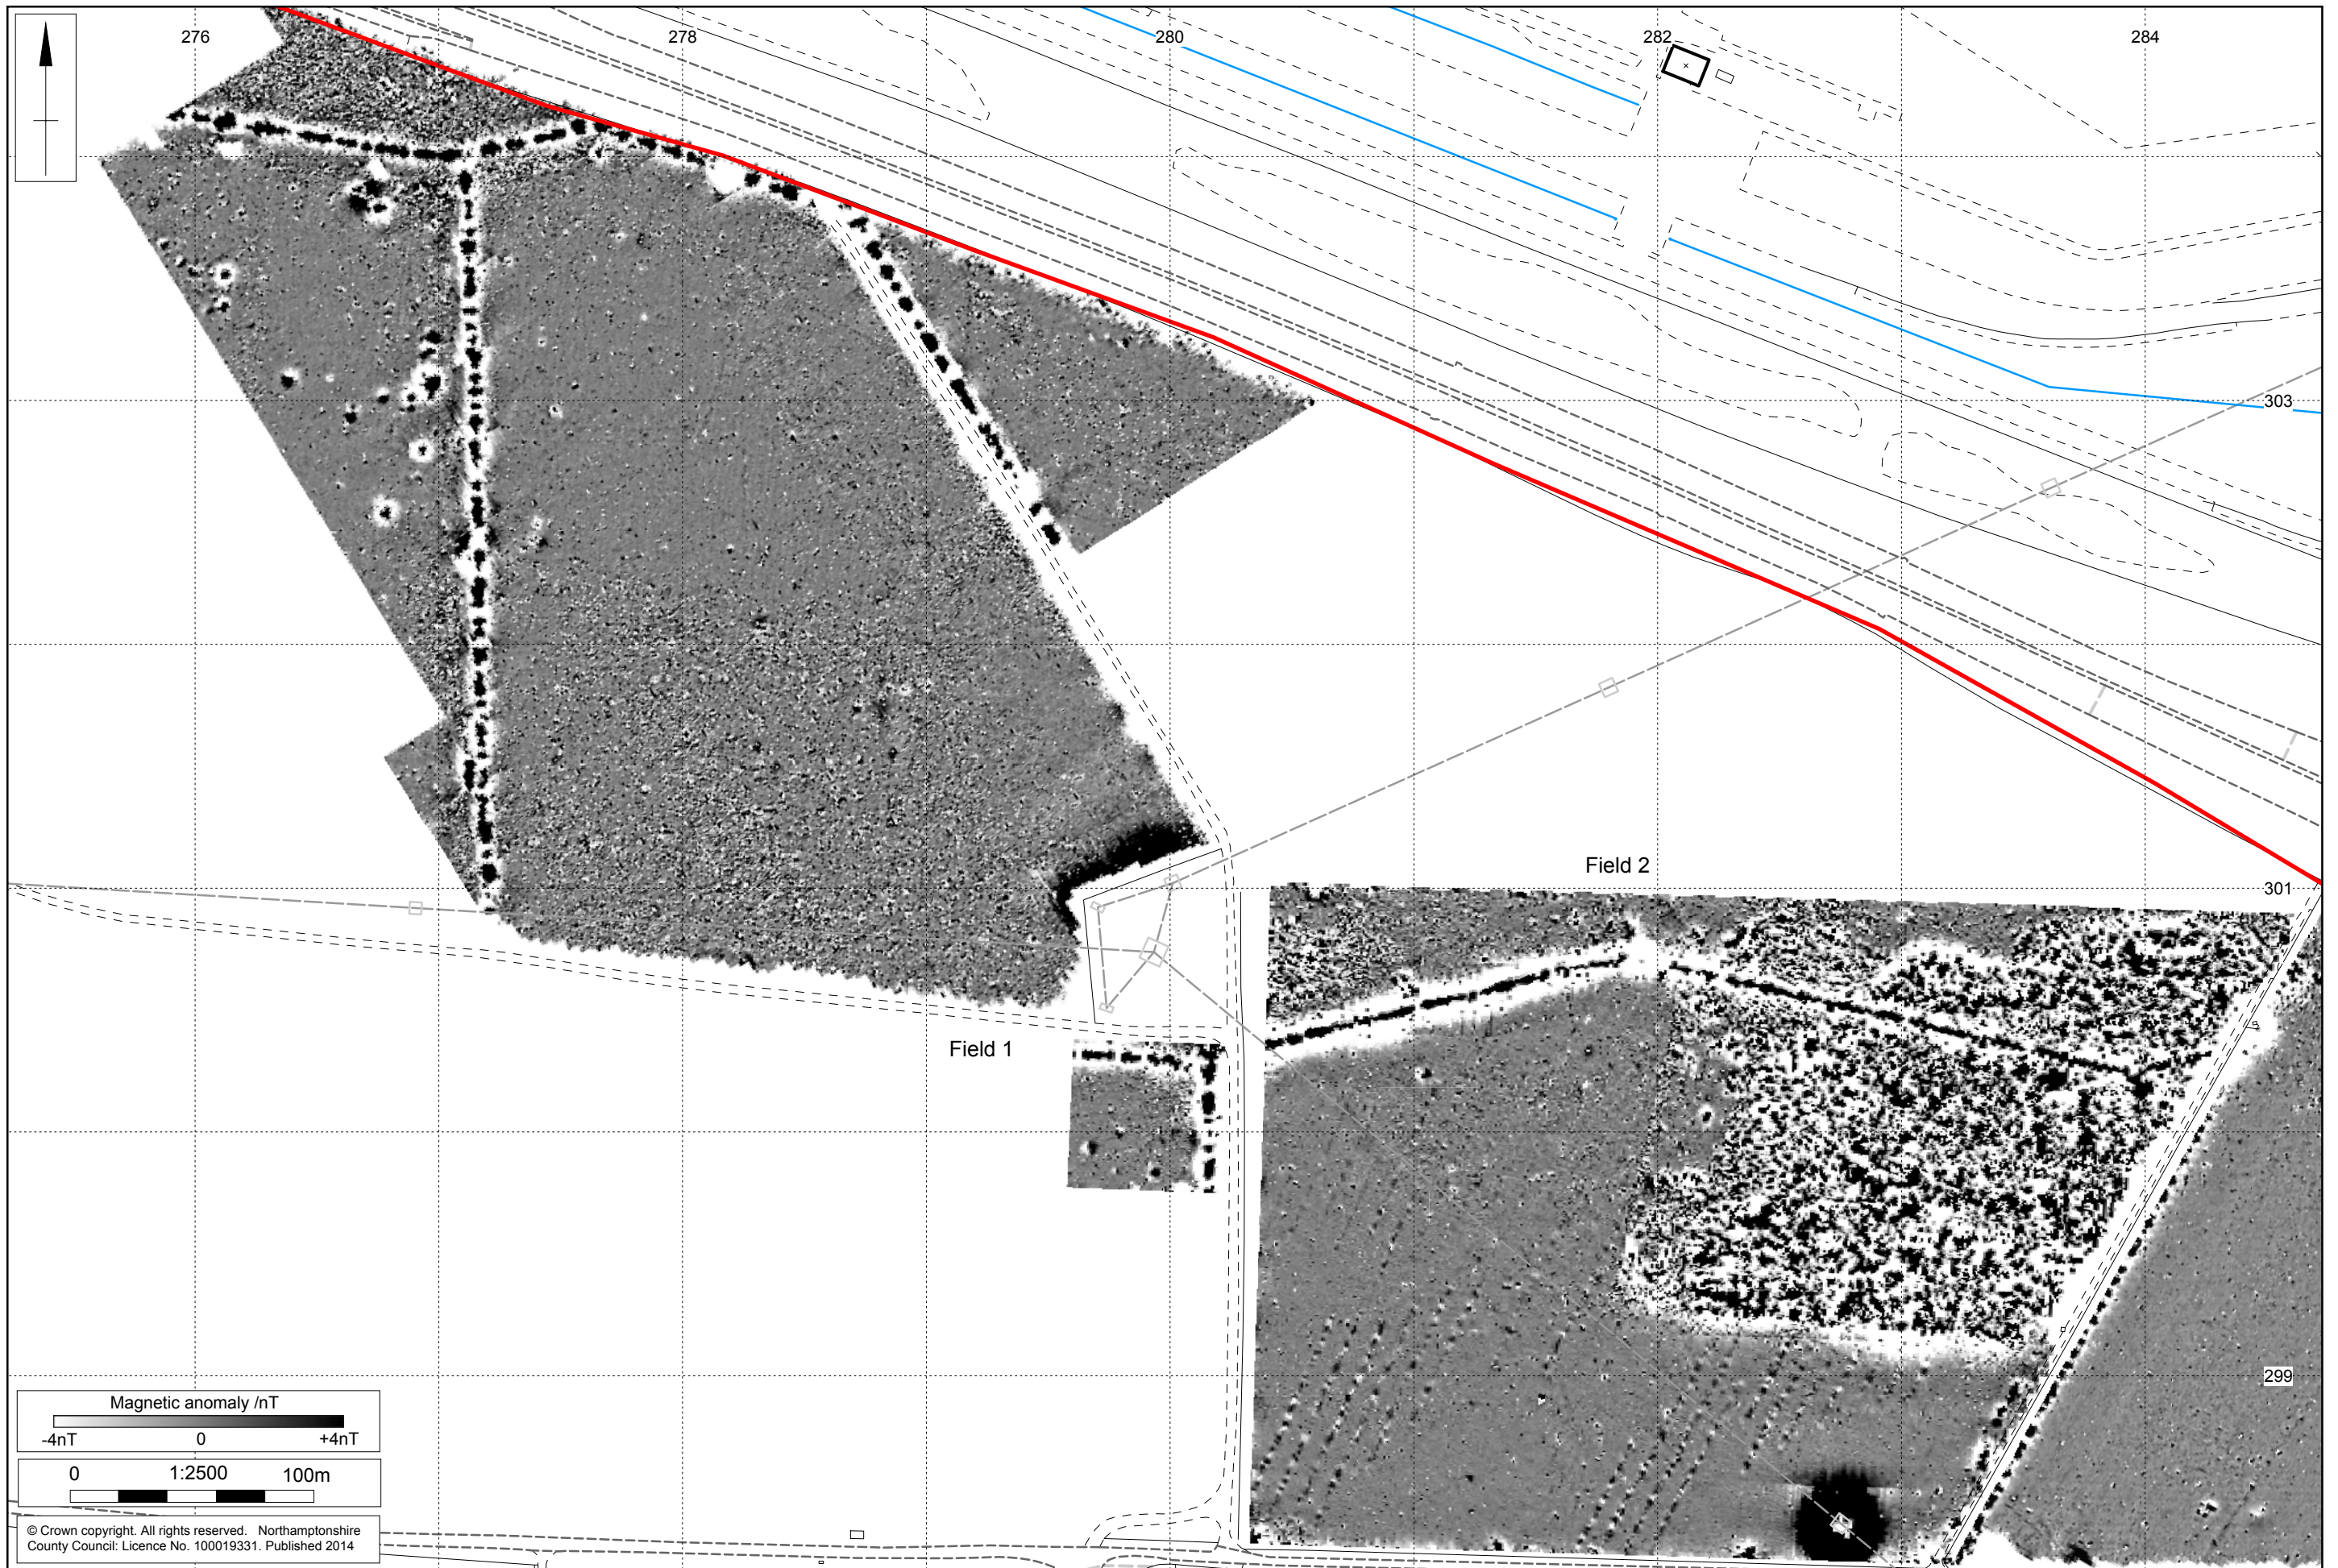 276 278 280 282 284
303
Field 2
301
Field 1
299
Magnetic anomaly /nT
-4nT 0 +4nT
0 1:2500 100m
© Crown copyright. All rights reserved. Northamptonshire
County Council: Licence No. 100019331. Published 2014